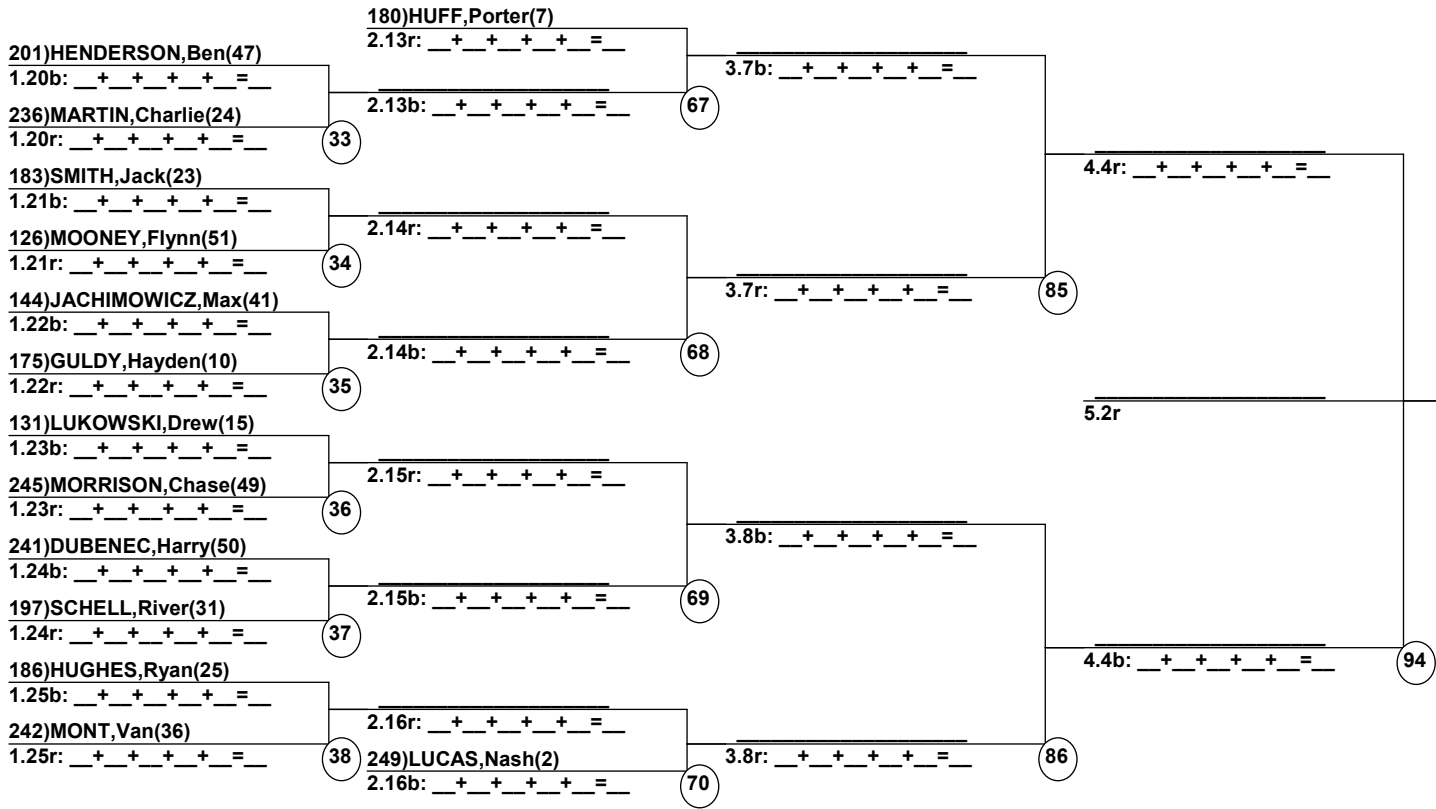 180)HUFF,Porter(7)
2.13r: __+__+__+__+__=__
201)HENDERSON,Ben(47)
1.20b: __+__+__+__+__=__
3.7b: __+__+__+__+__=__
2.13b: __+__+__+__+__=__
67
236)MARTIN,Charlie(24)
1.20r: __+__+__+__+__=__
33
4.4r: __+__+__+__+__=__
183)SMITH,Jack(23)
1.21b: __+__+__+__+__=__
2.14r: __+__+__+__+__=__
126)MOONEY,Flynn(51)
1.21r: __+__+__+__+__=__
34
3.7r: __+__+__+__+__=__
85
144)JACHIMOWICZ,Max(41)
1.22b: __+__+__+__+__=__
2.14b: __+__+__+__+__=__
68
175)GULDY,Hayden(10)
1.22r: __+__+__+__+__=__
35
5.2r
131)LUKOWSKI,Drew(15)
1.23b: __+__+__+__+__=__
2.15r: __+__+__+__+__=__
245)MORRISON,Chase(49)
1.23r: __+__+__+__+__=__
36
3.8b: __+__+__+__+__=__
241)DUBENEC,Harry(50)
1.24b: __+__+__+__+__=__
2.15b: __+__+__+__+__=__
69
197)SCHELL,River(31)
1.24r: __+__+__+__+__=__
37
4.4b: __+__+__+__+__=__
94
186)HUGHES,Ryan(25)
1.25b: __+__+__+__+__=__
2.16r: __+__+__+__+__=__
242)MONT,Van(36)
1.25r: __+__+__+__+__=__
38
249)LUCAS,Nash(2)
2.16b: __+__+__+__+__=__
70
3.8r: __+__+__+__+__=__
86